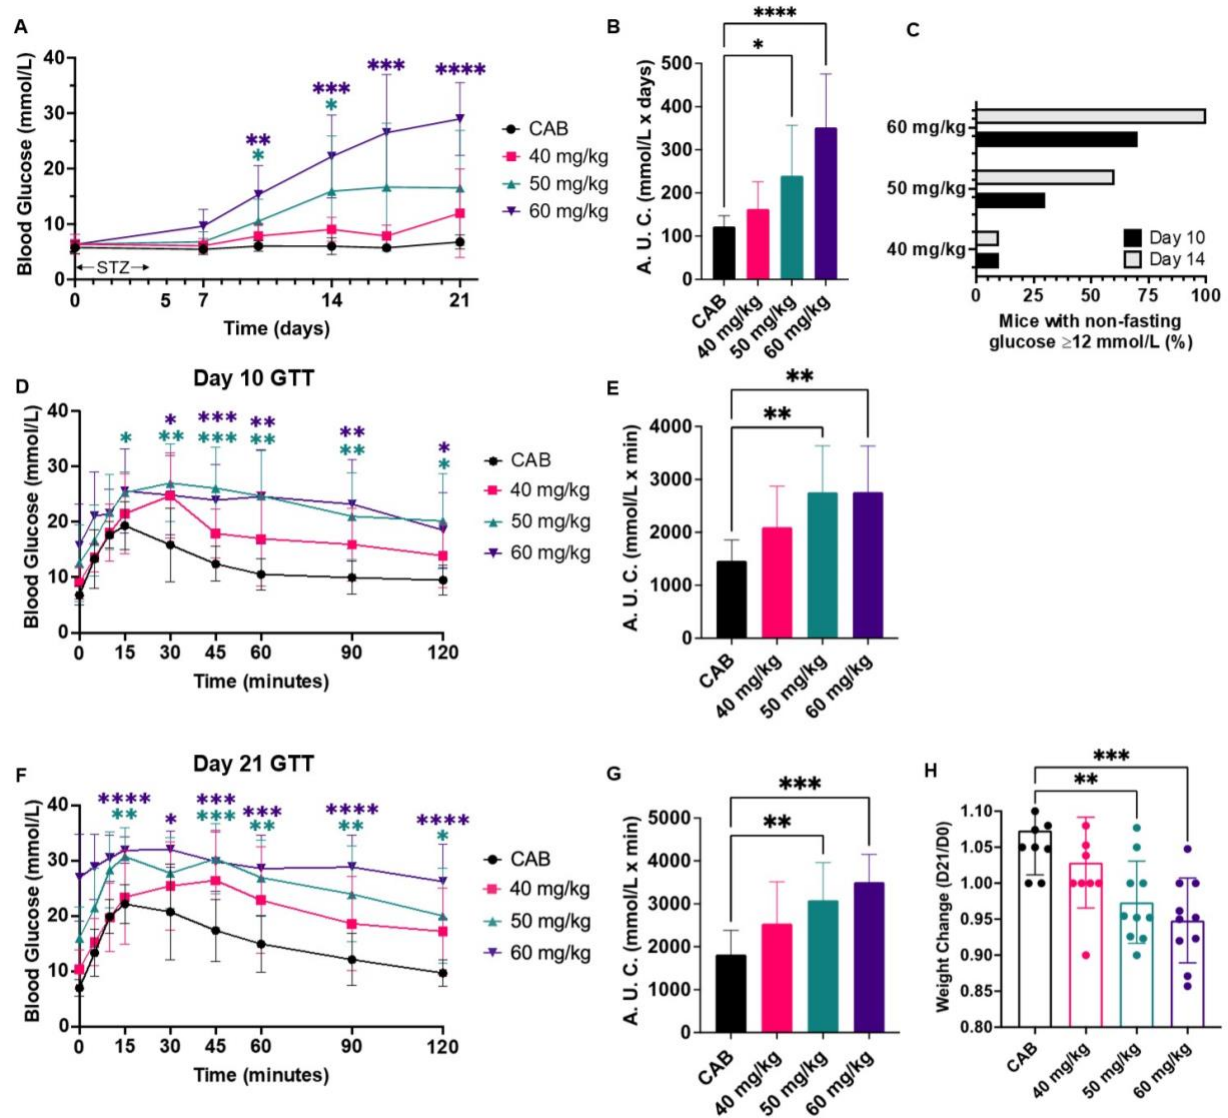 A
Blood Glucose (mmol/L)
40
30
20
10
0
*** **** *** ** * *
←STZ→
0 5 7 14 21
Time (days)
CAB
40 mg/kg
50 mg/kg
60 mg/kg
B
A. U. C. (mmol/L x days)
****
*
500
400
300
200
100
0
CAB 40 mg/kg 50 mg/kg 60 mg/kg
C
60 mg/kg
50 mg/kg
40 mg/kg
Day 10
Day 14
0 25 50 75 100
Mice with non-fasting
glucose ≥12 mmol/L (%)
D
Day 10 GTT
Blood Glucose (mmol/L)
40
30
20
10
0
* *** ** ** *
* ** *** ** ** *
0 15 30 45 60 90 120
Time (minutes)
CAB
40 mg/kg
50 mg/kg
60 mg/kg
E
A. U. C. (mmol/L x min)
**
**
4000
3000
2000
1000
0
CAB 40 mg/kg 50 mg/kg 60 mg/kg
F
Day 21 GTT
Blood Glucose (mmol/L)
40
30
20
10
0
**** * *** *** **** ****
** *** ** ** *
0 15 30 45 60 90 120
Time (minutes)
CAB
40 mg/kg
50 mg/kg
60 mg/kg
G
A. U. C. (mmol/L x min)
***
**
5000
4000
3000
2000
1000
0
CAB 40 mg/kg 50 mg/kg 60 mg/kg
H
Weight Change (D21/D0)
***
**
1.10
1.05
1.00
0.95
0.90
0.85
0.80
CAB 40 mg/kg 50 mg/kg 60 mg/kg